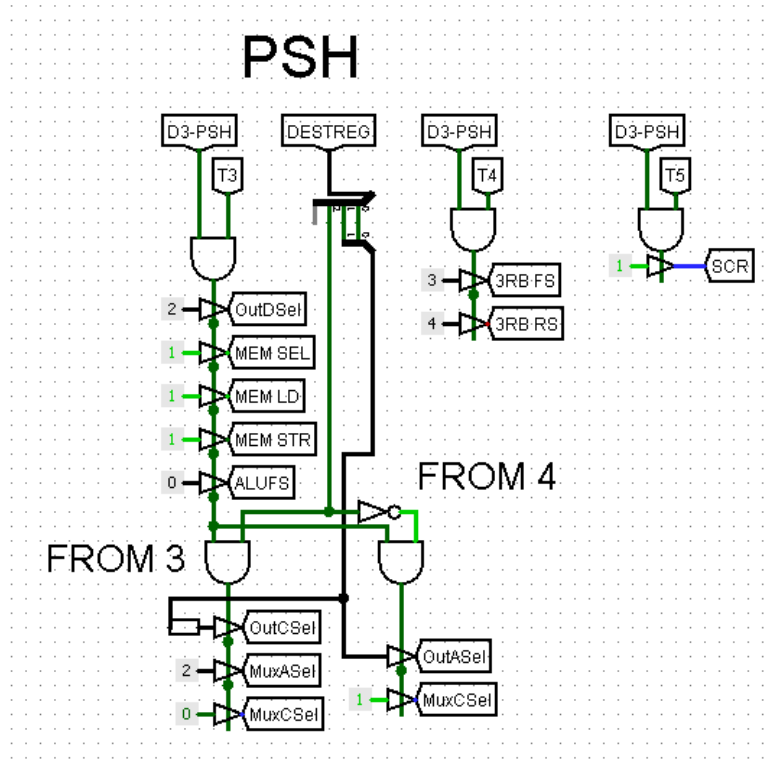 PSH
D3-PSH
DESTREG
D3-PSH
D3-PSH
T3
T4
T5
1
SCR
3
3RB FS
2
OutDSel
4
3RB RS
1
MEM SEL
1
MEM LD
1
MEM STR
0
ALUFS
FROM 4
FROM 3
OutCSel
OutASel
2
MuxASel
1
MuxCSel
0
MuxCSel